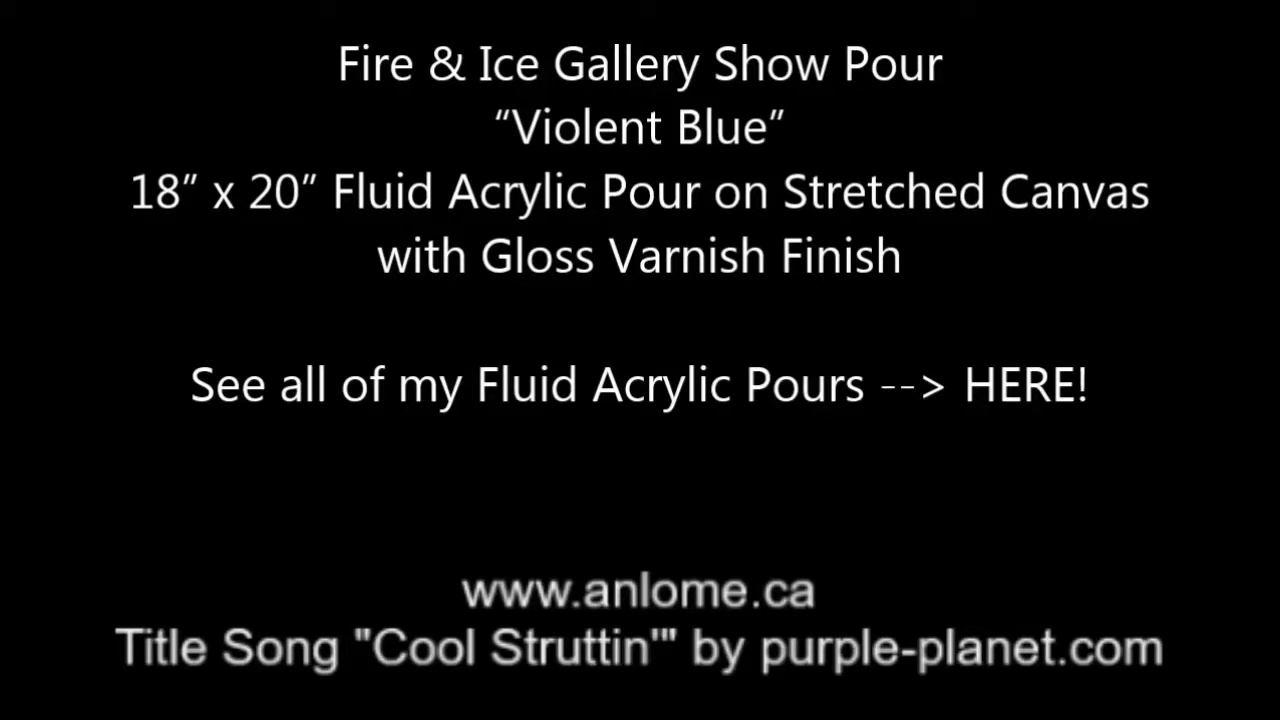 Fire & Ice Gallery Show Pour
“Violent Blue”
18” x 20” Fluid Acrylic Pour on Stretched Canvas
with Gloss Varnish Finish
See all of my Fluid Acrylic Pours --> HERE!
www.anlome.ca
Title Song "Cool Struttin'" by purple-planet.com